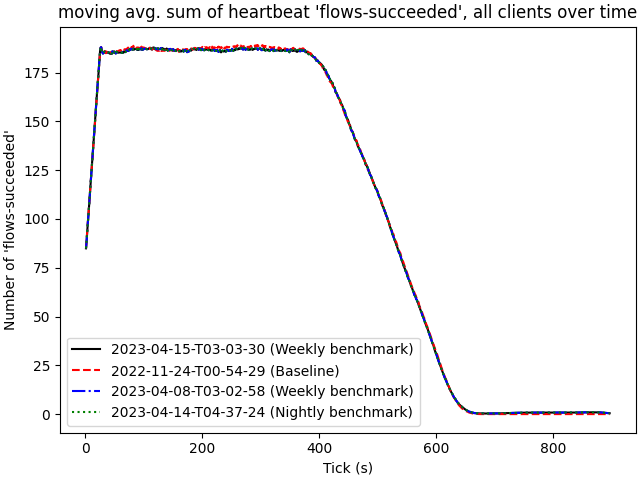 moving avg. sum of heartbeat 'flows-succeeded', all clients over time
Number of 'flows-succeeded'
175
150
125
100
75
50
25
0
2023-04-15-T03-03-30 (Weekly benchmark)
2022-11-24-T00-54-29 (Baseline)
2023-04-08-T03-02-58 (Weekly benchmark)
2023-04-14-T04-37-24 (Nightly benchmark)
0 200 400 600 800
Tick (s)